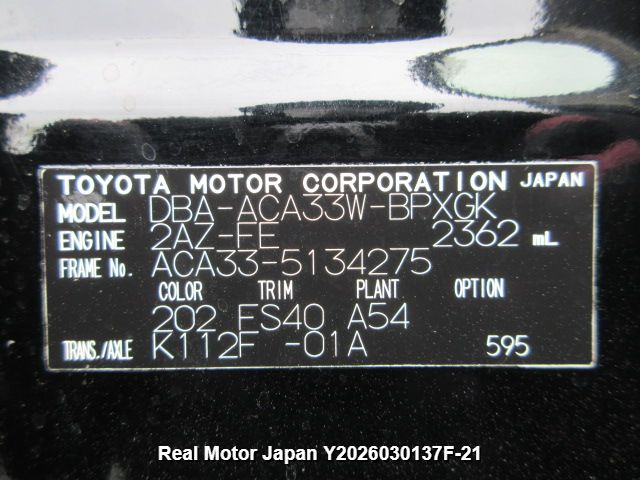 TOYOTA MOTOR CORPORATION JAPAN
MODEL DBA-ACA33W-BPXGK
ENGINE 2AZ-FE 2362 mL
FRAME No. ACA33-5134275
COLOR TRIM PLANT OPTION
202 FS40 A54
TRANS./AXLE K112F -01A 595
Real Motor Japan Y2026030137F-21